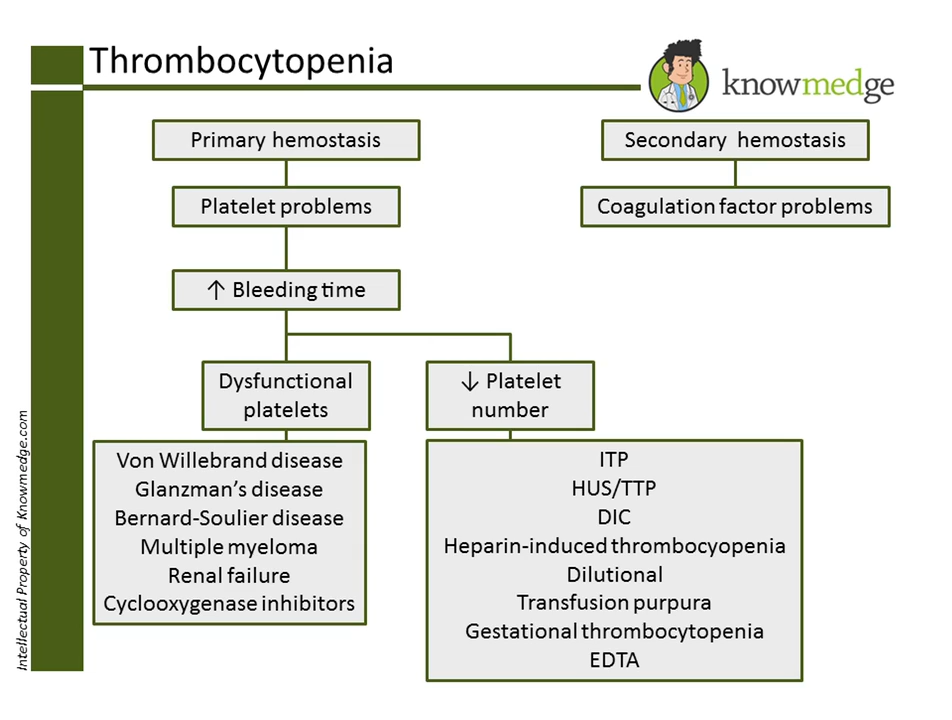 Thrombocytopenia
knowmedge
Primary hemostasis
Secondary hemostasis
Platelet problems
Coagulation factor problems
↑ Bleeding time
Dysfunctional
platelets
↓ Platelet
number
Von Willebrand disease
Glanzman's disease
Bernard-Soulier disease
Multiple myeloma
Renal failure
Cyclooxygenase inhibitors
ITP
HUS/TTP
DIC
Heparin-induced thrombocyopenia
Dilutional
Transfusion purpura
Gestational thrombocytopenia
EDTA
Intellectual Property of Knowmedge.com